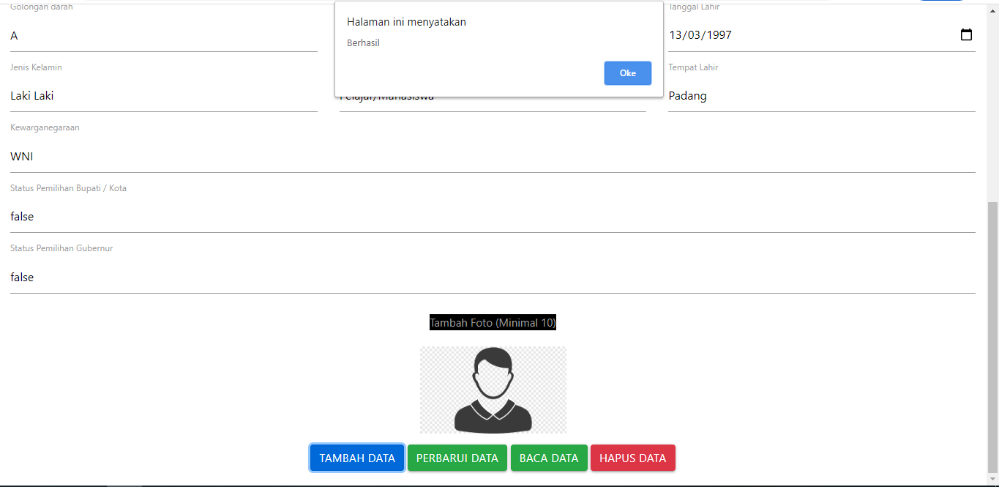 Golongan darah
Tanggal Lahir
Halaman ini menyatakan
Berhasil
Oke
A
13/03/1997
Jenis Kelamin
Tempat Lahir
Laki Laki
Pelajar/Mahasiswa
Padang
Kewarganegaraan
WNI
Status Pemilihan Bupati / Kota
false
Status Pemilihan Gubernur
false
Tambah Foto (Minimal 10)
TAMBAH DATA
PERBARUI DATA
BACA DATA
HAPUS DATA